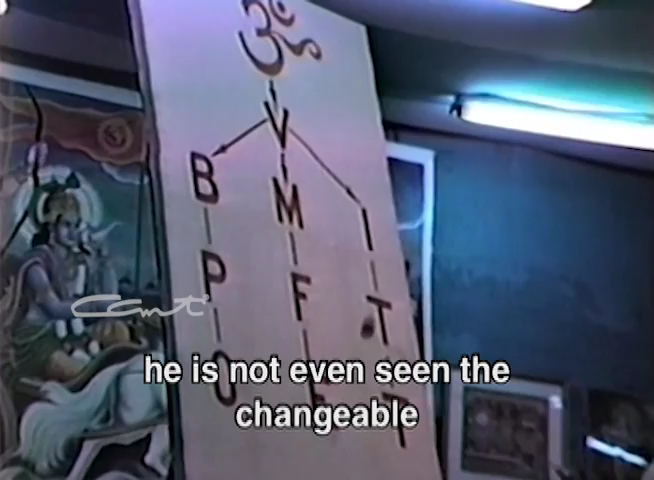 ॐ
V
B M I
P F T
O E T
he is not even seen the
changeable